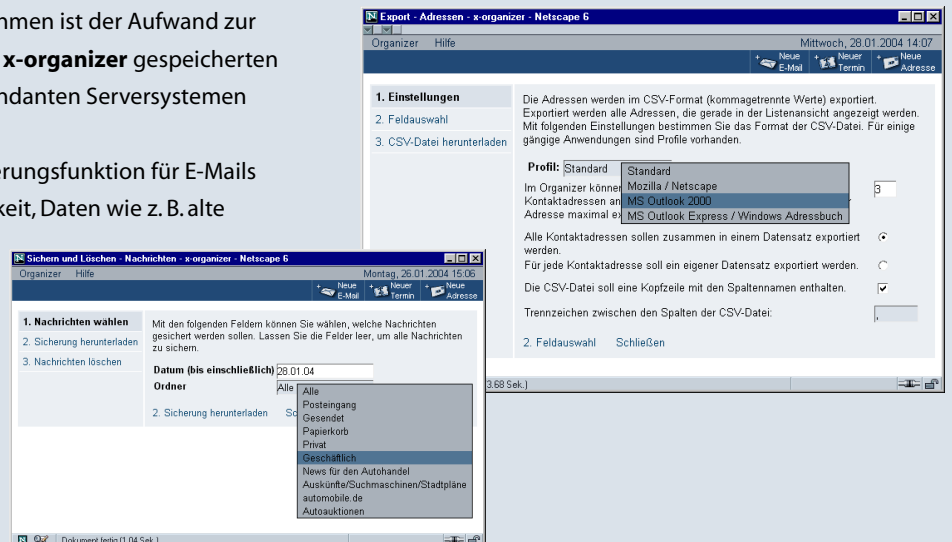 mmen ist der Aufwand zur
x-organizer gespeicherten
ndanten Serversystemen
erungsfunktion für E-Mails
keit, Daten wie z. B. alte
Export - Adressen - x-organizer - Netscape 6
Organizer Hilfe
Mittwoch, 28.01.2004 14:07
Neue E-Mail
Neuer Termin
Neue Adresse
1. Einstellungen
2. Feldauswahl
3. CSV-Datei herunterladen
Die Adressen werden im CSV-Format (kommagetrennte Werte) exportiert.
Exportiert werden alle Adressen, die gerade in der Listenansicht angezeigt werden.
Mit folgenden Einstellungen bestimmen Sie das Format der CSV-Datei. Für einige
gängige Anwendungen sind Profile vorhanden.
Profil: Standard
Standard
Mozilla / Netscape
MS Outlook 2000
MS Outlook Express / Windows Adressbuch
Im Organizer könner 3
Kontaktadressen an
Adresse maximal ex
Alle Kontaktadressen sollen zusammen in einem Datensatz exportiert
werden.
Für jede Kontaktadresse soll ein eigener Datensatz exportiert werden.
Die CSV-Datei soll eine Kopfzeile mit den Spaltennamen enthalten.
Trennzeichen zwischen den Spalten der CSV-Datei: ,
2. Feldauswahl Schließen
3.68 Sek.)
Sichern und Löschen - Nachrichten - x-organizer - Netscape 6
Organizer Hilfe
Montag, 26.01.2004 15:06
Neue E-Mail
Neuer Termin
Neue Adresse
1. Nachrichten wählen
2. Sicherung herunterladen
3. Nachrichten löschen
Mit den folgenden Feldern können Sie wählen, welche Nachrichten
gesichert werden sollen. Lassen Sie die Felder leer, um alle Nachrichten
zu sichern.
Datum (bis einschließlich) 28.01.04
Ordner Alle
Alle
Posteingang
Gesendet
Papierkorb
Privat
Geschäftlich
News für den Autohandel
Auskünfte/Suchmaschinen/Stadtpläne
automobile.de
Autoauktionen
2. Sicherung herunterladen Sc
Dokument fertig (1.04 Sek.)